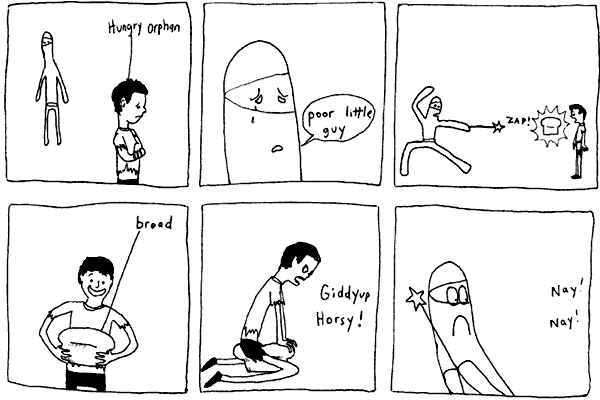 Hungry Orphan
poor little
guy
ZAP!
bread
Giddyup
Horsy!
Nay!
Nay!